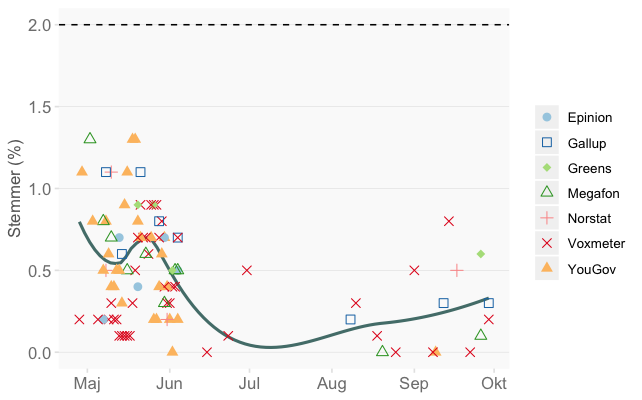 Stemmer (%)
2.0
1.5
1.0
0.5
0.0
Maj Jun Jul Aug Sep Okt
Epinion
Gallup
Greens
Megafon
Norstat
Voxmeter
YouGov